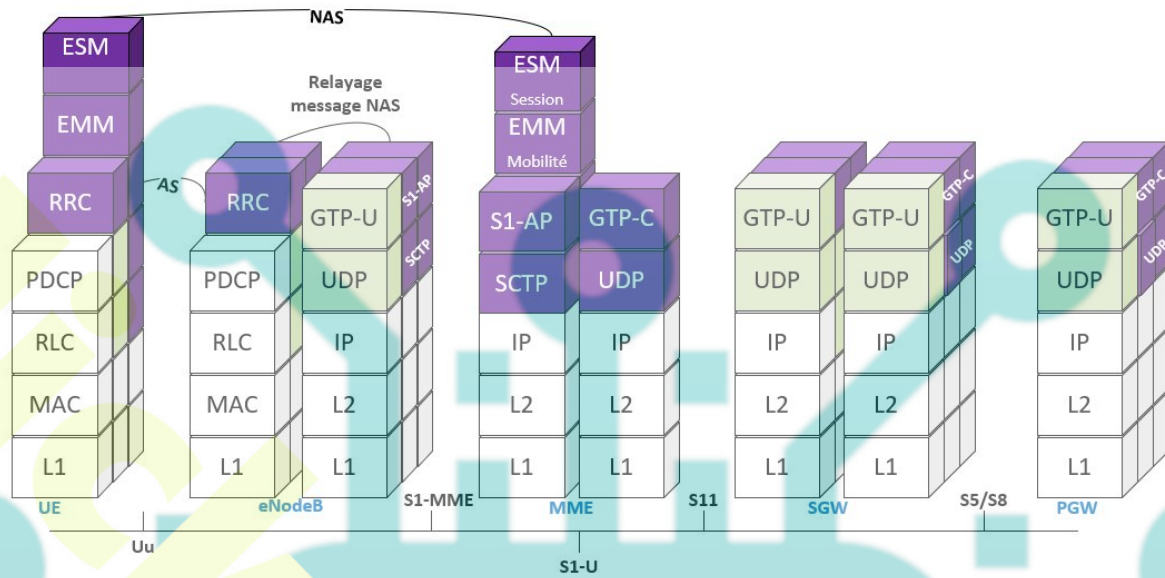 NAS
ESM
EMM
RRC
PDCP
RLC
MAC
L1
UE
AS
Relayage
message NAS
RRC
PDCP
RLC
MAC
L1
GTP-U
UDP
IP
L2
L1
S1-AP
SCTP
eNodeB
ESM
Session
EMM
Mobilité
S1-AP
SCTP
IP
L2
L1
GTP-C
UDP
IP
L2
L1
MME
GTP-U
UDP
IP
L2
L1
GTP-U
UDP
IP
L2
L1
GTP-C
UDP
SGW
GTP-U
UDP
IP
L2
L1
GTP-C
UDP
PGW
Uu
S1-MME
S11
S5/S8
S1-U